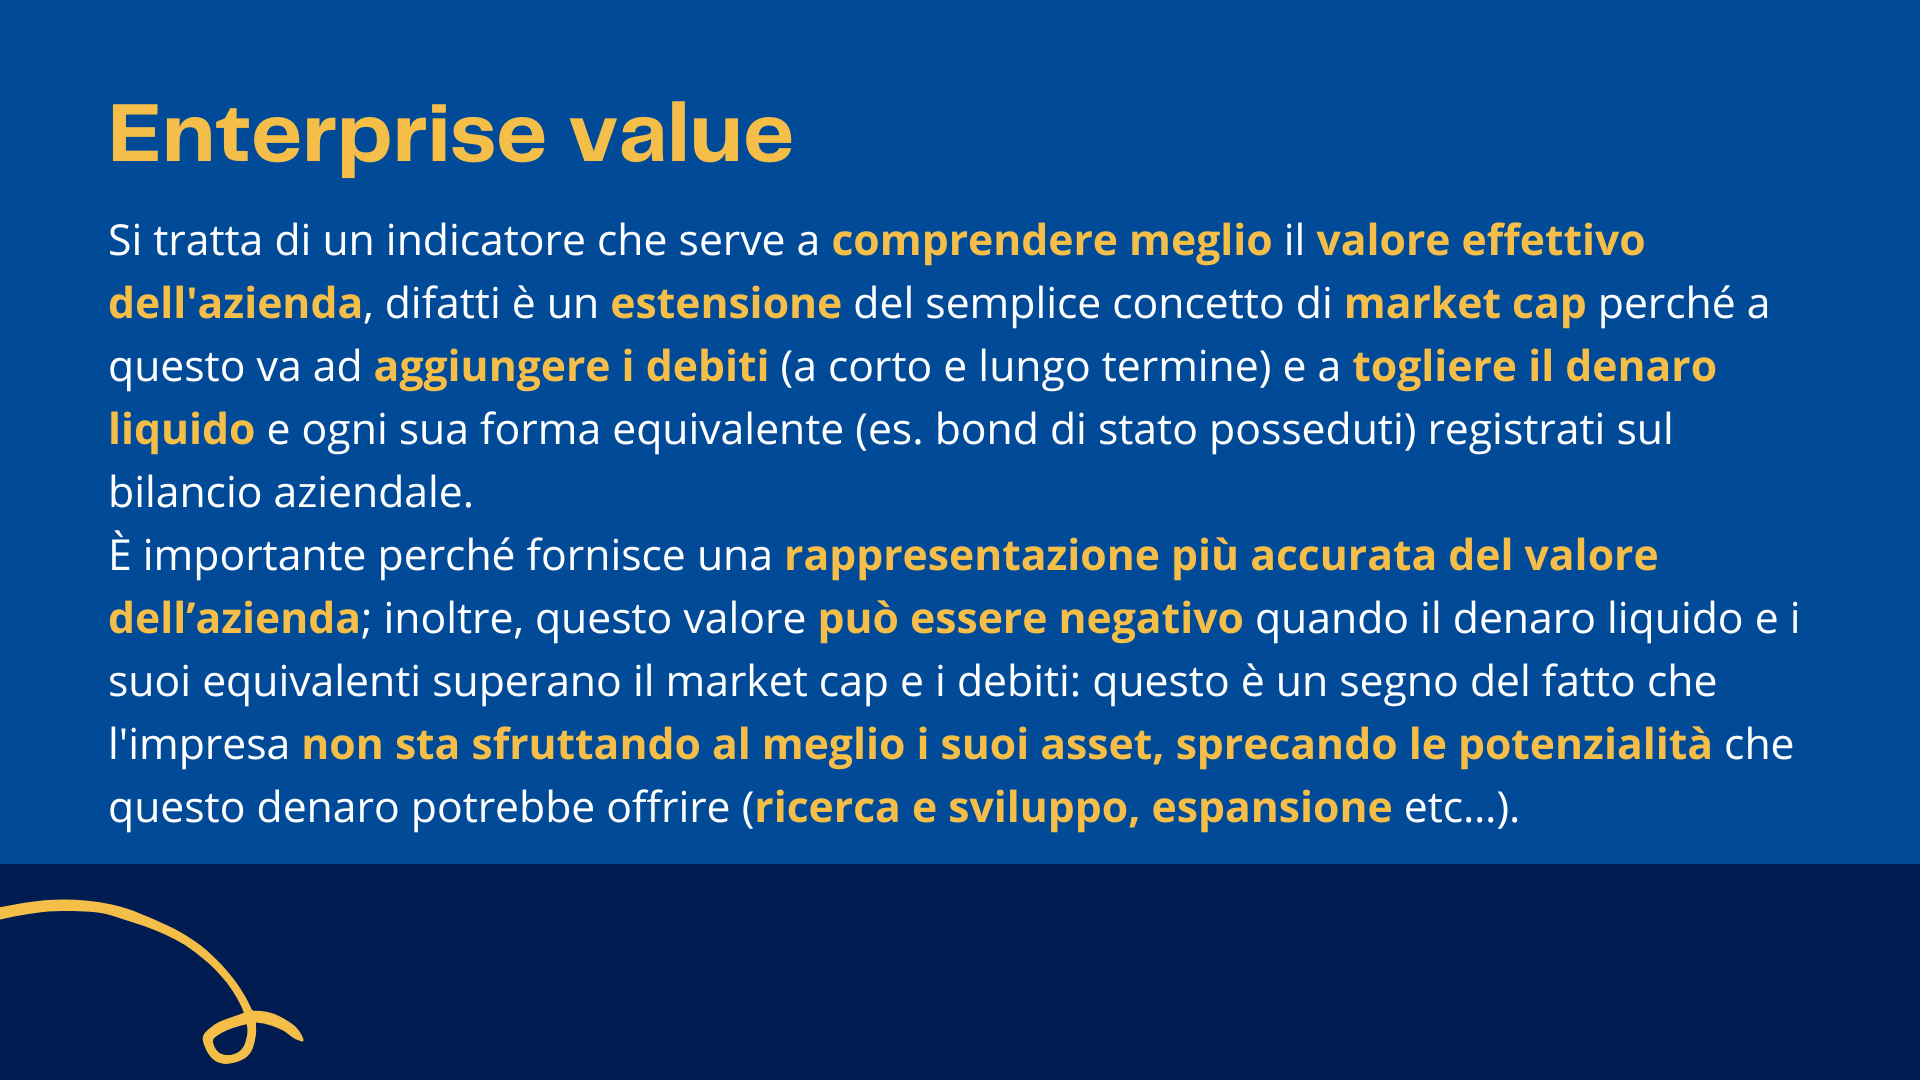 Enterprise value
Si tratta di un indicatore che serve a comprendere meglio il valore effettivo
dell'azienda, difatti è un estensione del semplice concetto di market cap perché a
questo va ad aggiungere i debiti (a corto e lungo termine) e a togliere il denaro
liquido e ogni sua forma equivalente (es. bond di stato posseduti) registrati sul
bilancio aziendale.
È importante perché fornisce una rappresentazione più accurata del valore
dell’azienda; inoltre, questo valore può essere negativo quando il denaro liquido e i
suoi equivalenti superano il market cap e i debiti: questo è un segno del fatto che
l'impresa non sta sfruttando al meglio i suoi asset, sprecando le potenzialità che
questo denaro potrebbe offrire (ricerca e sviluppo, espansione etc...).